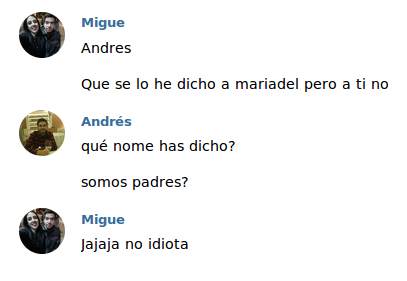 Migue
Andres
Que se lo he dicho a mariadel pero a ti no
Andrés
qué nome has dicho?
somos padres?
Migue
Jajaja no idiota